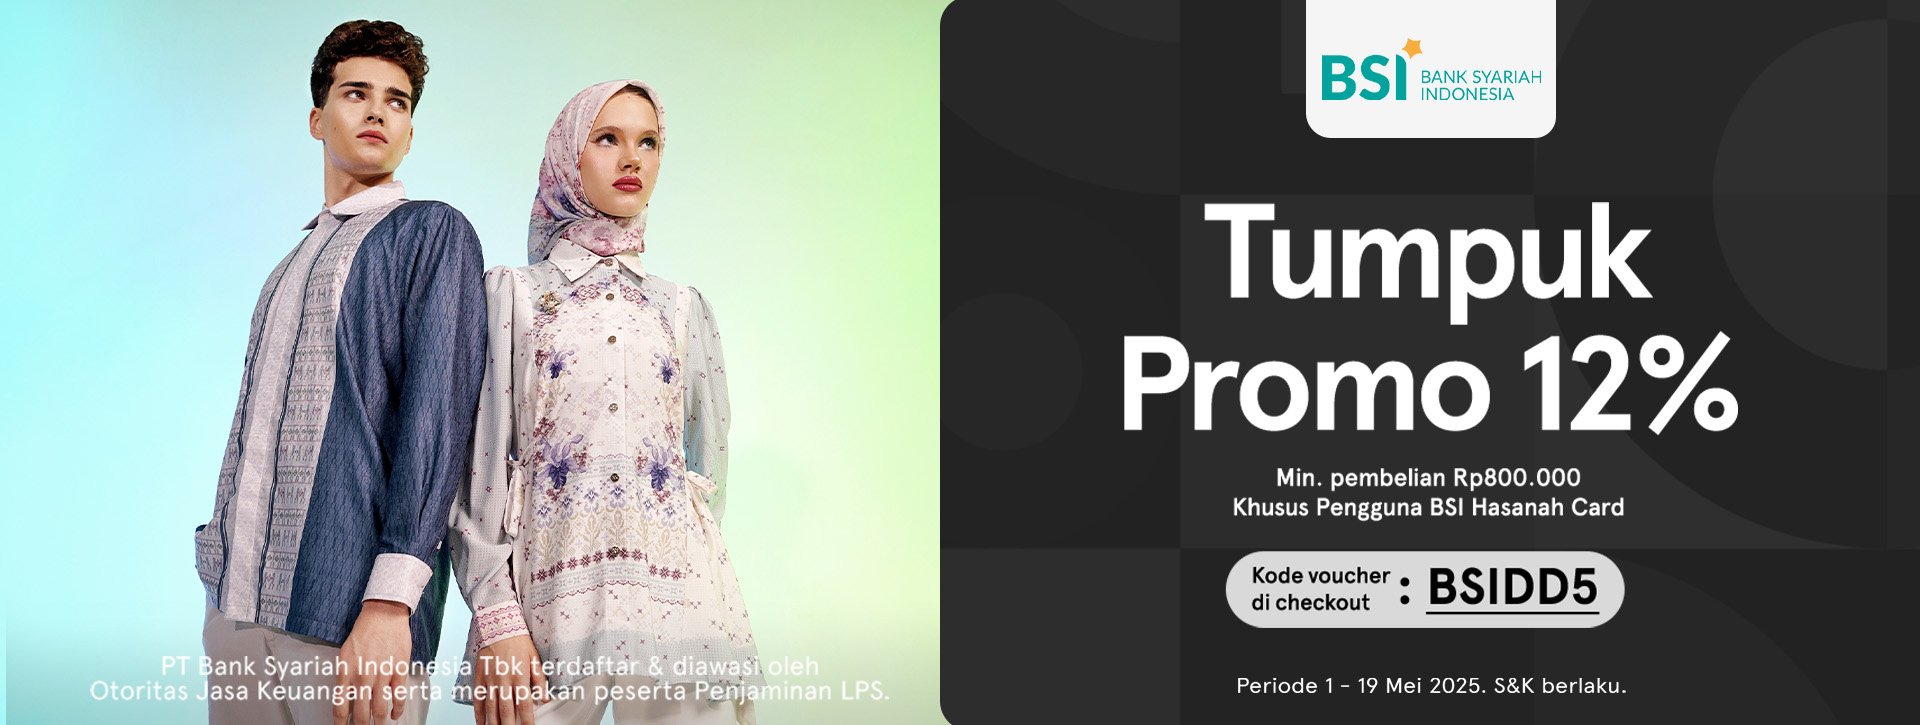 PT Bank Syariah Indonesia Tbk terdaftar & diawasi oleh
Otoritas Jasa Keuangan serta merupakan peserta Penjaminan LPS.
BSI BANK SYARIAH
INDONESIA
Tumpuk
Promo 12%
Min. pembelian Rp800.000
Khusus Pengguna BSI Hasanah Card
Kode voucher
di checkout : BSIDD5
Periode 1 - 19 Mei 2025. S&K berlaku.